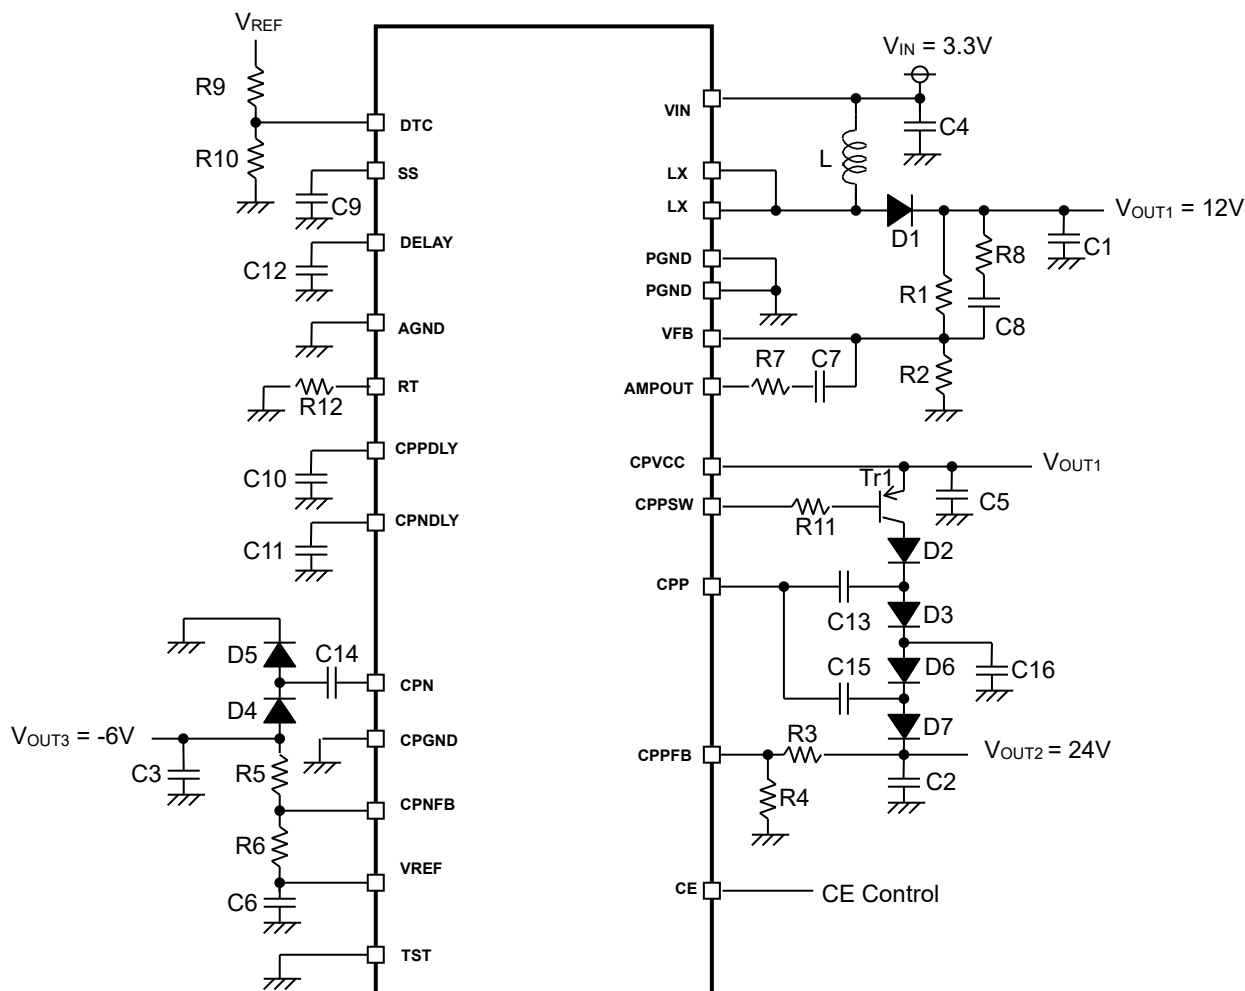 VREF
VIN = 3.3V
R9
VIN
C4
DTC
R10
L
SS
LX
C9
LX
VOUT1 = 12V
D1
DELAY
R8
C1
C12
PGND
PGND
R1
AGND
C8
VFB
R7
C7
R2
RT
AMPOUT
R12
CPPDLY
CPVCC
VOUT1
C10
Tr1
CPPSW
C5
R11
CPNDLY
C11
D2
CPP
C13
D3
D5
C14
C15
D6
C16
CPN
D4
VOUT3 = -6V
CPGND
R3
D7
CPPFB
VOUT2 = 24V
C3
R5
C2
R4
CPNFB
R6
VREF
CE
CE Control
C6
TST